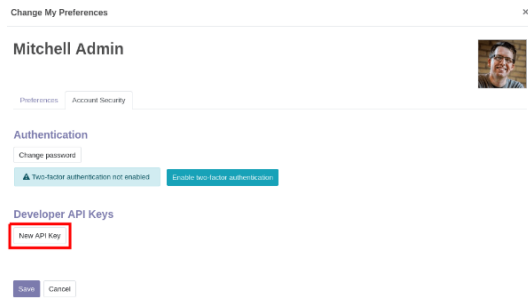 Change My Preferences
×
Mitchell Admin
Preferences Account Security
Authentication
Change password
Two-factor authentication not enabled Enable two-factor authentication
Developer API Keys
New API Key
Save Cancel